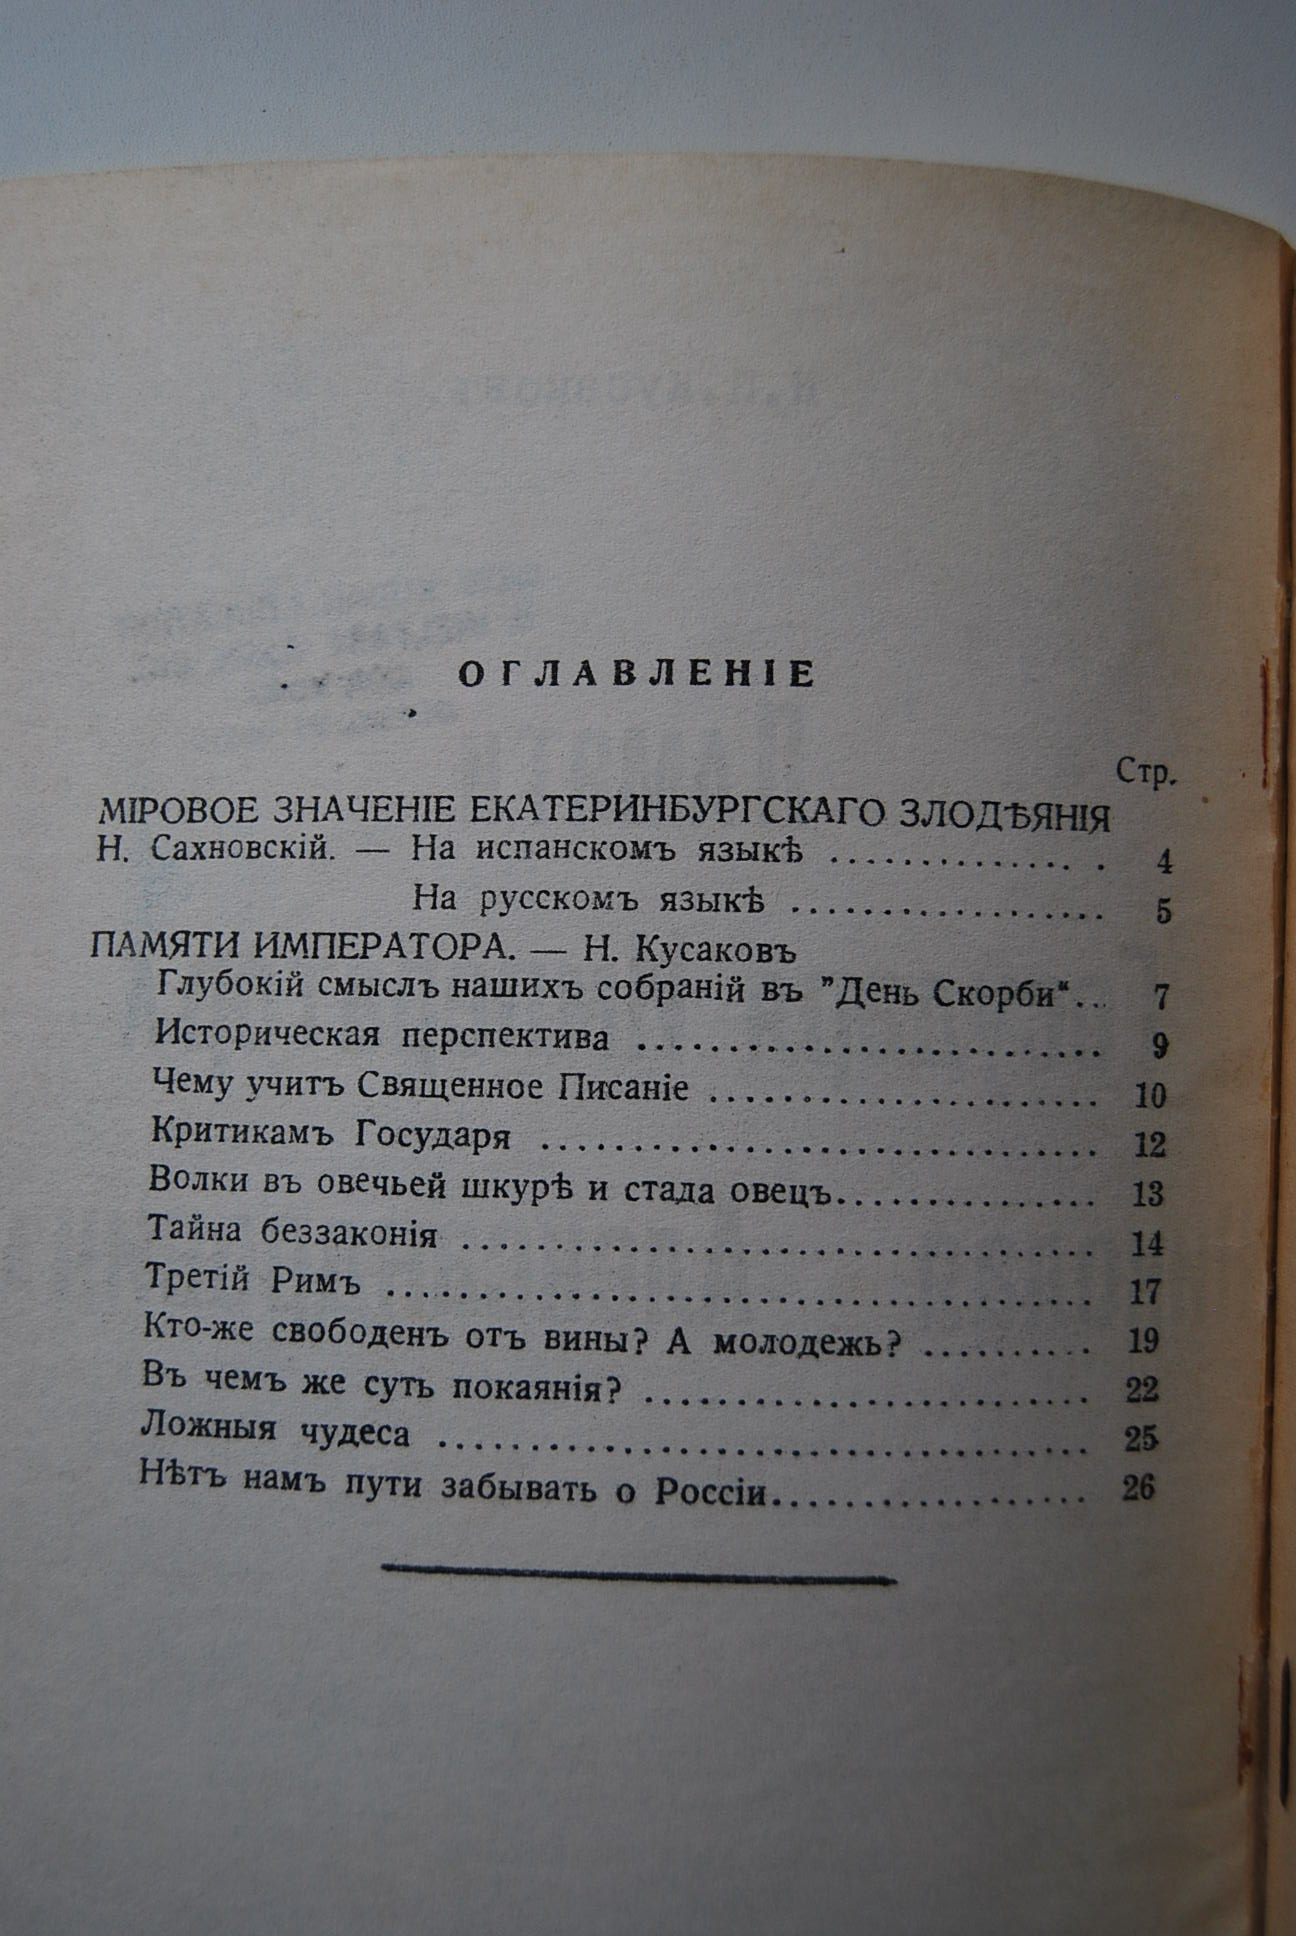 ОГЛАВЛЕНІЕ
Стр.
МІРОВОЕ ЗНАЧЕНІЕ ЕКАТЕРИНБУРГСКАГО ЗЛОДѢЯНІЯ
Н. Сахновскій. — На испанскомъ языкѣ ............... . 4
На русскомъ языкѣ .................. 5
ПАМЯТИ ИМПЕРАТОРА. — Н. Кусаковъ
Глубокій смыслъ нашихъ собраній въ "День Скорби"... 7
Историческая перспектива .......................... 9
Чему учитъ Священное Писаніе ...................... 10
Критикамъ Государя ............................... 12
Волки въ овечьей шкурѣ и стада овецъ............... 13
Тайна беззаконія ................................... 14
Третій Римъ ....................................... 17
Кто-же свободенъ отъ вины? А молодежь? .......... 19
Въ чемъ же суть покаянія? ......................... 22
Ложныя чудеса .................................... 25
Нѣтъ намъ пути забывать о Россіи.................. 26